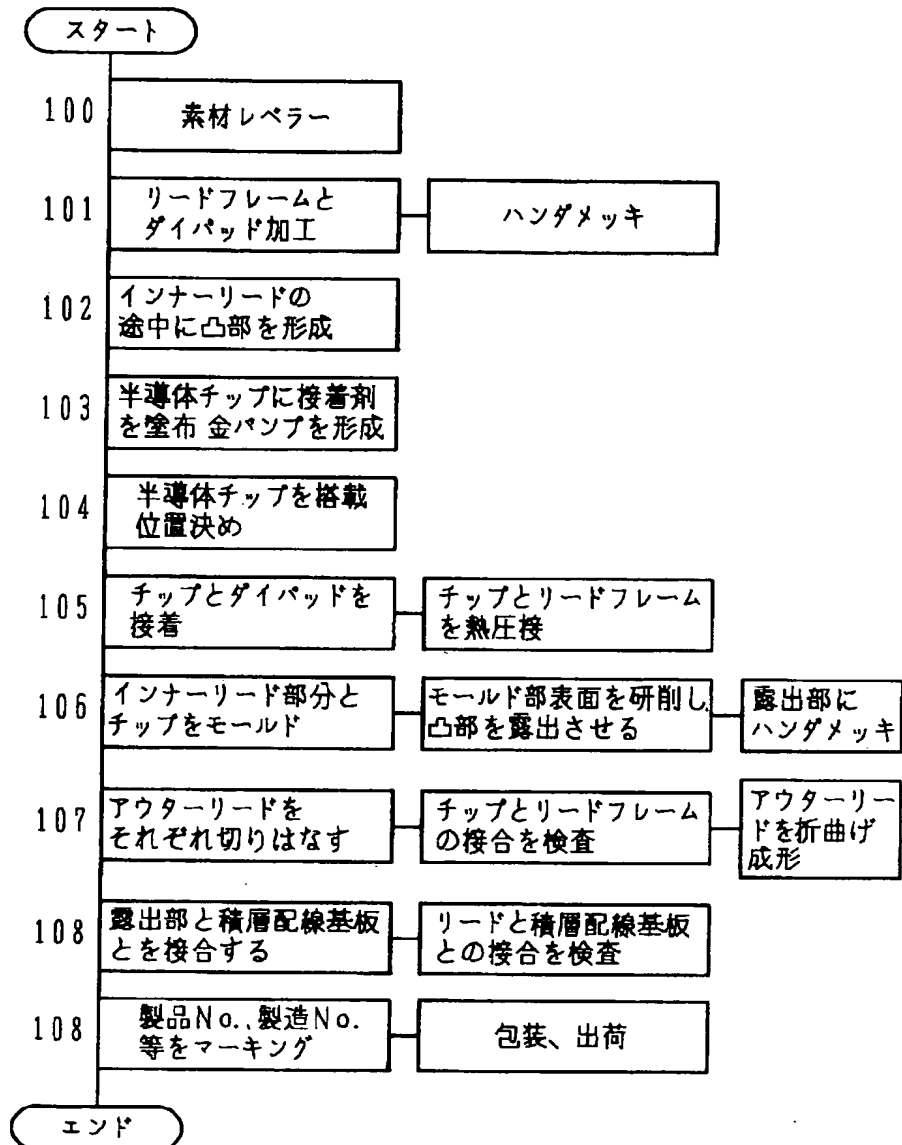 スタート
100
素材レベラー
101
リードフレームと
ダイパッド加工
ハンダメッキ
102
インナーリードの
途中に凸部を形成
103
半導体チップに接着剤
を塗布 金バンプを形成
104
半導体チップを搭載
位置決め
105
チップとダイパッドを
接着
チップとリードフレーム
を熱圧接
106
インナーリード部分と
チップをモールド
モールド部表面を研削し
凸部を露出させる
露出部に
ハンダメッキ
107
アウターリードを
それぞれ切りはなす
チップとリードフレーム
の接合を検査
アウターリー
ドを折曲げ
成形
108
露出部と積層配線基板
とを接合する
リードと積層配線基板
との接合を検査
108
製品No.、製造No.
等をマーキング
包装、出荷
エンド